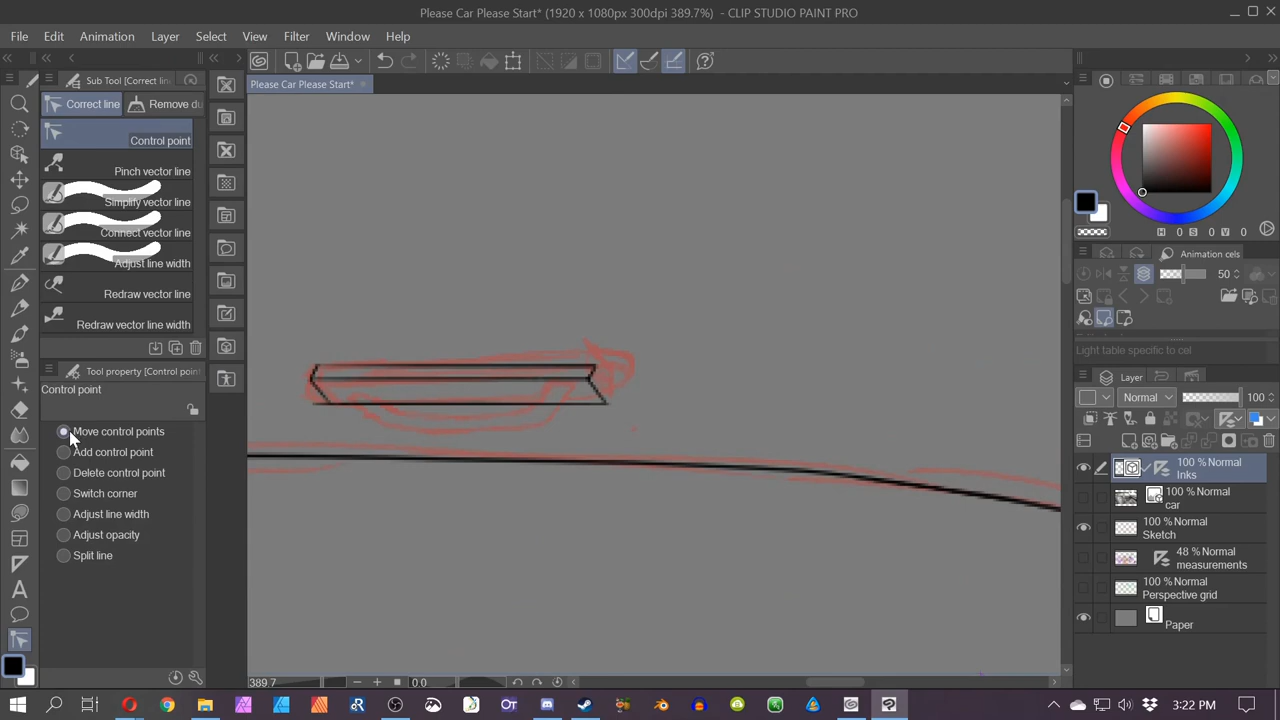 Please Car Please Start* (1920 x 1080px 300dpi 389.7%) - CLIP STUDIO PAINT PRO
File Edit Animation Layer Select View Filter Window Help
Sub Tool [Correct lin
Please Car Please Start*
Correct line Remove du
Control point
Pinch vector line
Simplify vector line
Connect vector line
Adjust line width
Redraw vector line
Redraw vector line width
Tool property [Control point]
Control point
Move control points
Add control point
Delete control point
Switch corner
Adjust line width
Adjust opacity
Split line
H 0 S 0 V 0
Animation cels
50
Light table specific to cel
Layer
Normal 100
100 % Normal
Inks
100 % Normal
car
100 % Normal
Sketch
48 % Normal
measurements
100 % Normal
Perspective grid
Paper
389.7 0.0
3:22 PM